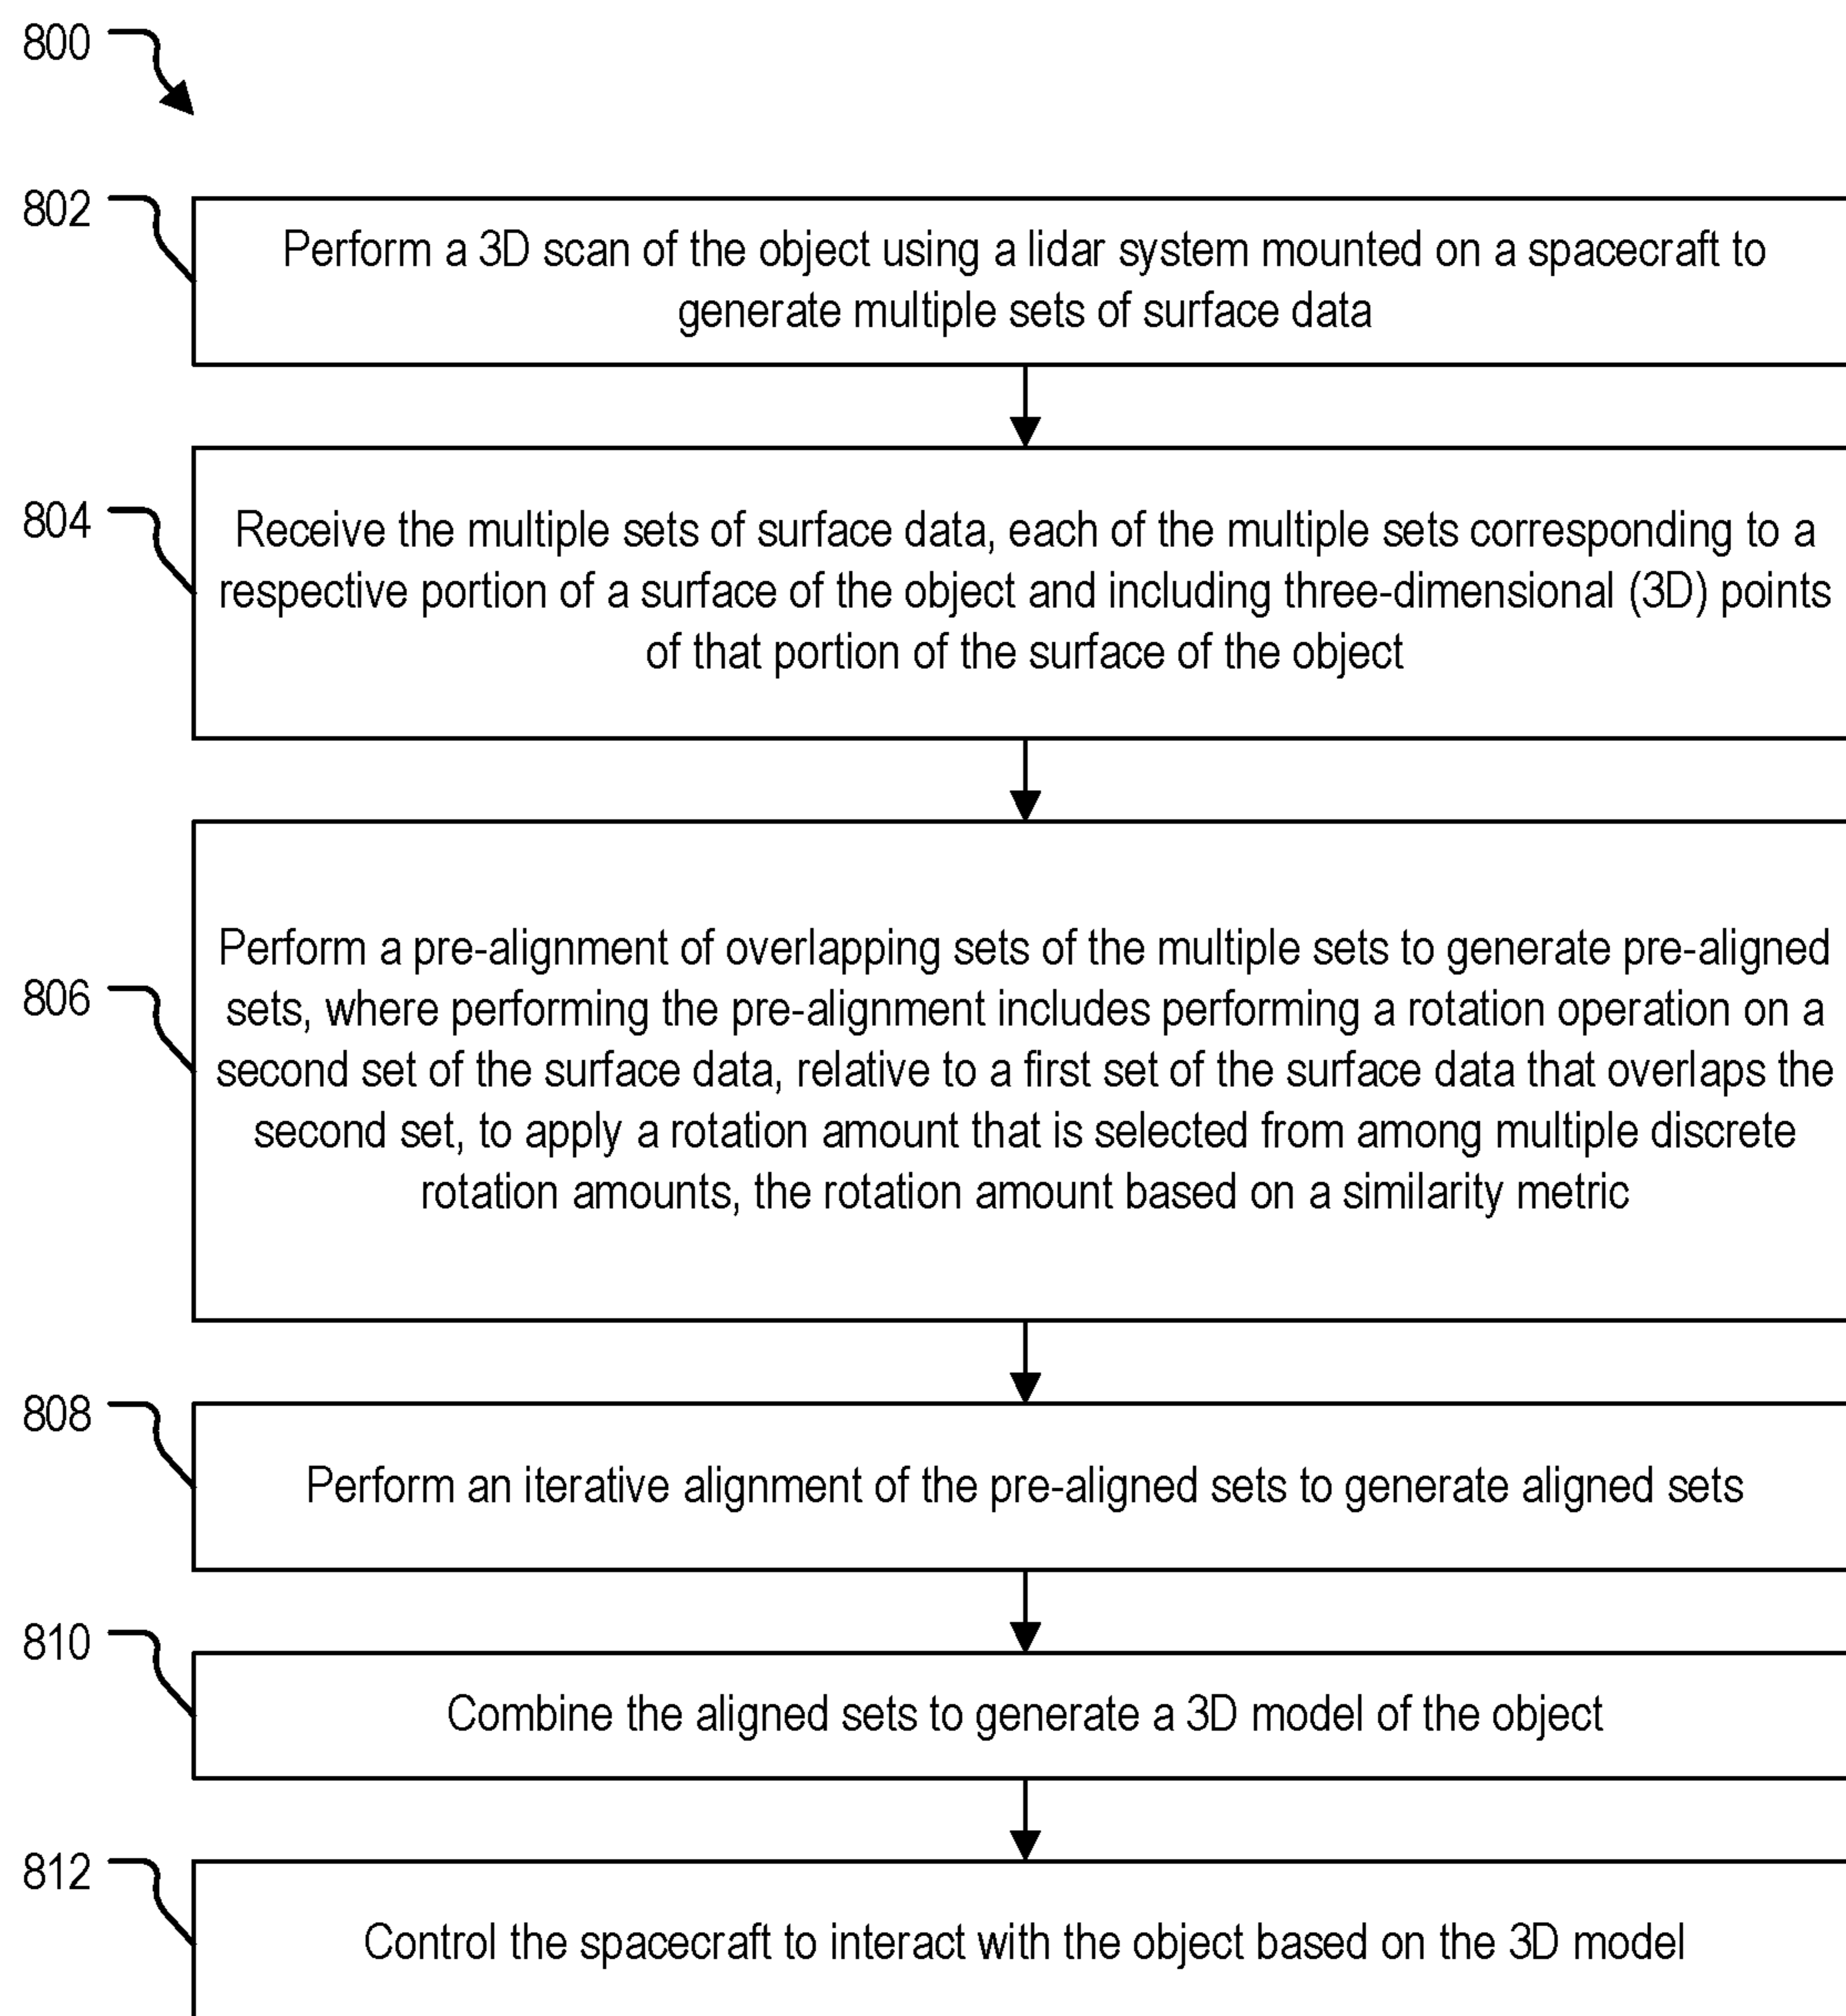 800
802
Perform a 3D scan of the object using a lidar system mounted on a spacecraft to
generate multiple sets of surface data
804
Receive the multiple sets of surface data, each of the multiple sets corresponding to a
respective portion of a surface of the object and including three-dimensional (3D) points
of that portion of the surface of the object
806
Perform a pre-alignment of overlapping sets of the multiple sets to generate pre-aligned
sets, where performing the pre-alignment includes performing a rotation operation on a
second set of the surface data, relative to a first set of the surface data that overlaps the
second set, to apply a rotation amount that is selected from among multiple discrete
rotation amounts, the rotation amount based on a similarity metric
808
Perform an iterative alignment of the pre-aligned sets to generate aligned sets
810
Combine the aligned sets to generate a 3D model of the object
812
Control the spacecraft to interact with the object based on the 3D model